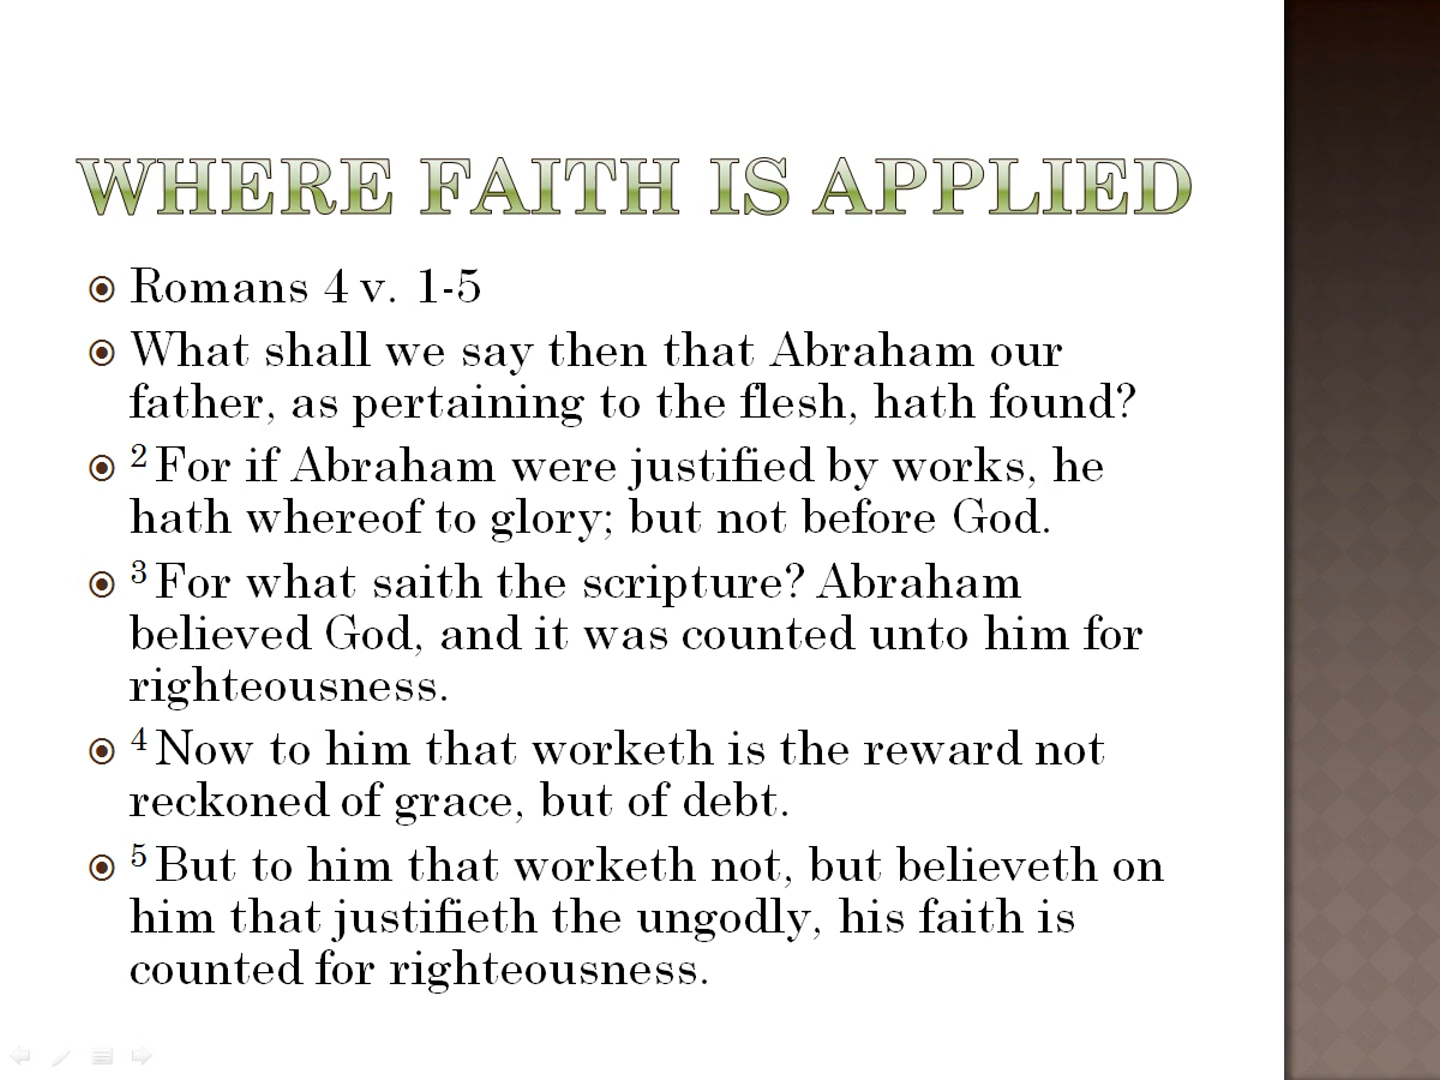 WHERE FAITH IS APPLIED
Romans 4 v. 1-5
What shall we say then that Abraham our
father, as pertaining to the flesh, hath found?
2 For if Abraham were justified by works, he
hath whereof to glory; but not before God.
3 For what saith the scripture? Abraham
believed God, and it was counted unto him for
righteousness.
4 Now to him that worketh is the reward not
reckoned of grace, but of debt.
5 But to him that worketh not, but believeth on
him that justifieth the ungodly, his faith is
counted for righteousness.